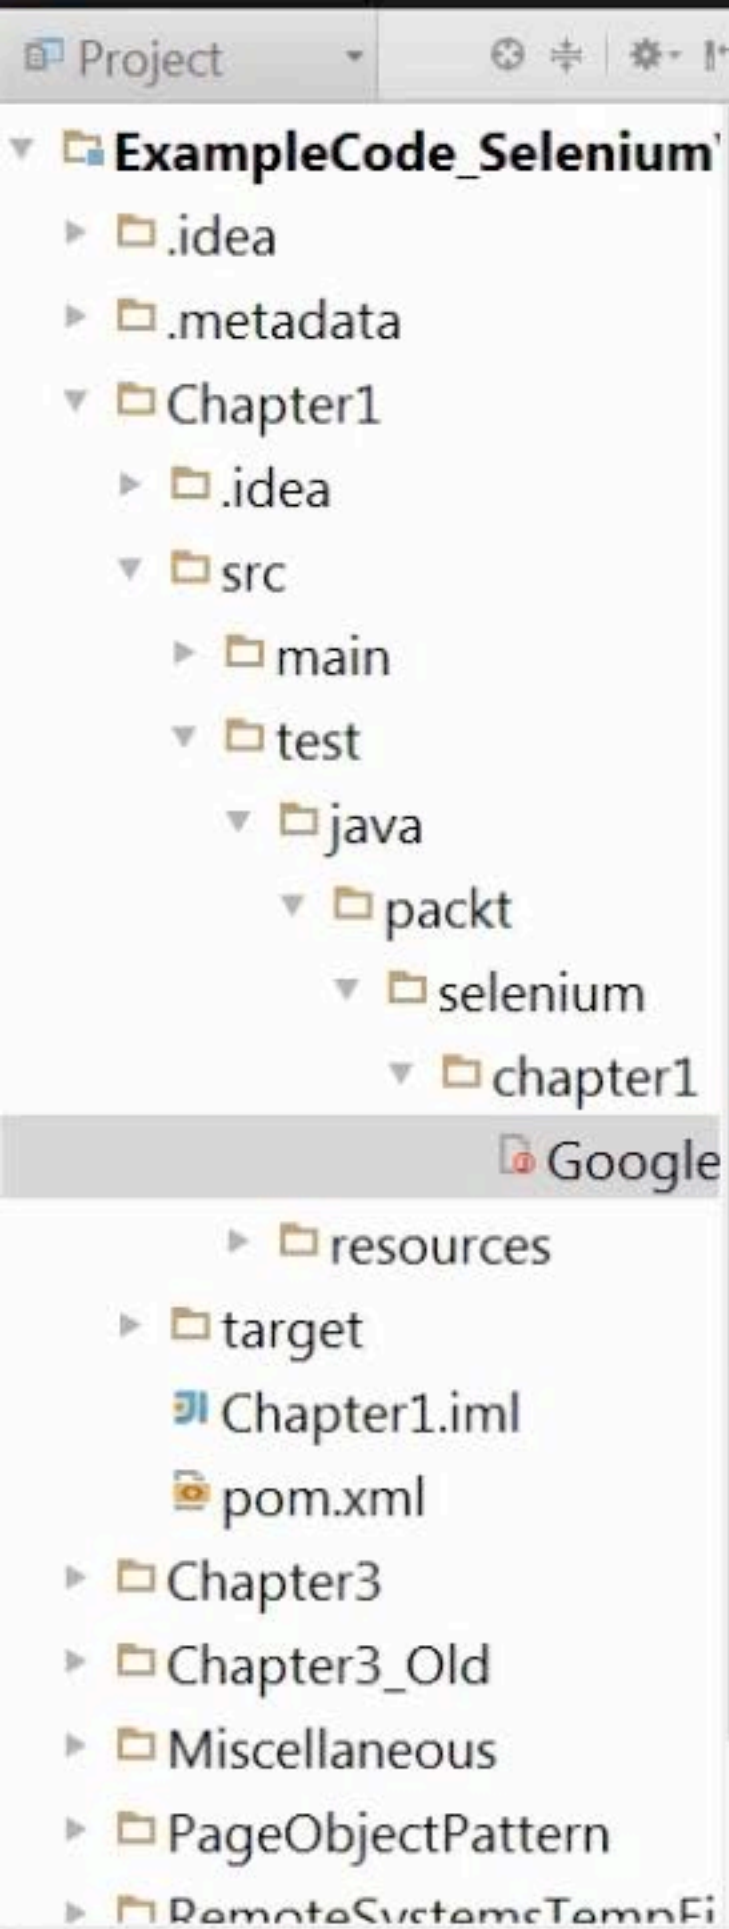 Project
ExampleCode_Selenium
.idea
.metadata
Chapter1
.idea
src
main
test
java
packt
selenium
chapter1
Google
resources
target
Chapter1.iml
pom.xml
Chapter3
Chapter3_Old
Miscellaneous
PageObjectPattern
RemoteSystemsTempFi